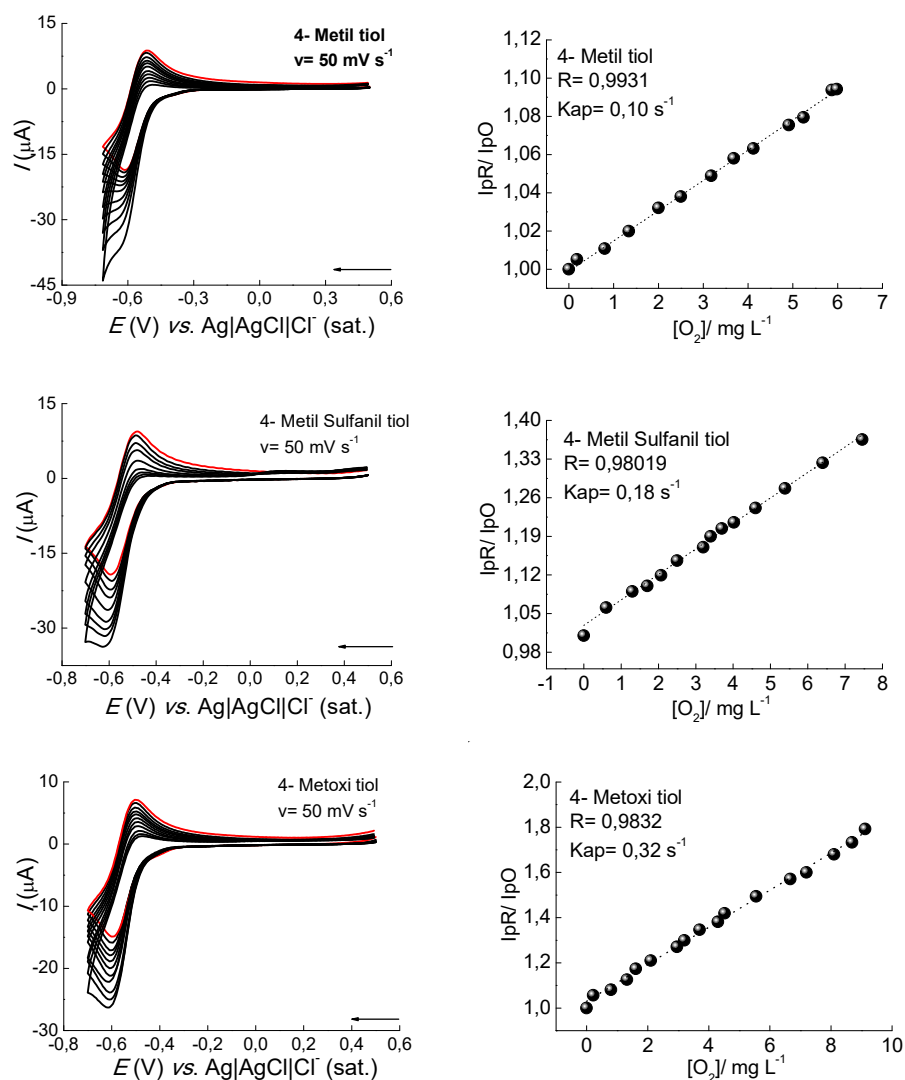 15
0
-15
-30
-45
-0,9
-0,6
-0,3
0,0
0,3
0,6
I (μA)
E (V) vs. Ag|AgCl|Cl⁻ (sat.)
4- Metil tiol
v= 50 mV s⁻¹
1,12
1,10
1,08
1,06
1,04
1,02
1,00
0
1
2
3
4
5
6
7
IpR/ IpO
[O₂]/ mg L⁻¹
4- Metil tiol
R= 0,9931
Kap= 0,10 s⁻¹
15
0
-15
-30
-0,8
-0,6
-0,4
-0,2
0,0
0,2
0,4
0,6
I (μA)
E (V) vs. Ag|AgCl|Cl⁻ (sat.)
4- Metil Sulfanil tiol
v= 50 mV s⁻¹
1,40
1,33
1,26
1,19
1,12
1,05
0,98
-1
0
1
2
3
4
5
6
7
8
IpR/ IpO
[O₂]/ mg L⁻¹
4- Metil Sulfanil tiol
R= 0,98019
Kap= 0,18 s⁻¹
10
0
-10
-20
-30
-0,8
-0,6
-0,4
-0,2
0,0
0,2
0,4
0,6
I (μA)
E (V) vs. Ag|AgCl|Cl⁻ (sat.)
4- Metoxi tiol
v= 50 mV s⁻¹
2,0
1,8
1,6
1,4
1,2
1,0
0
2
4
6
8
10
IpR/ IpO
[O₂]/ mg L⁻¹
4- Metoxi tiol
R= 0,9832
Kap= 0,32 s⁻¹